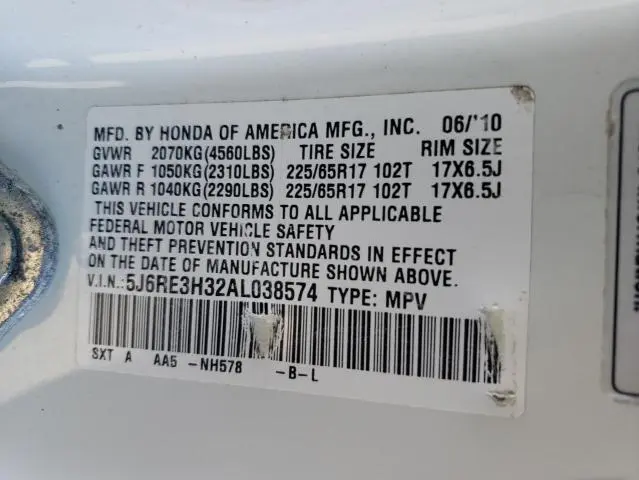 MFD. BY HONDA OF AMERICA MFG., INC. 06/'10
GVWR 2070KG(4560LBS) TIRE SIZE RIM SIZE
GAWR F 1050KG(2310LBS) 225/65R17 102T 17X6.5J
GAWR R 1040KG(2290LBS) 225/65R17 102T 17X6.5J
THIS VEHICLE CONFORMS TO ALL APPLICABLE
FEDERAL MOTOR VEHICLE SAFETY
AND THEFT PREVENTION STANDARDS IN EFFECT
ON THE DATE OF MANUFACTURE SHOWN ABOVE.
V.I.N.:5J6RE3H32AL038574 TYPE: MPV
SXT A AA5 -NH578 -B-L